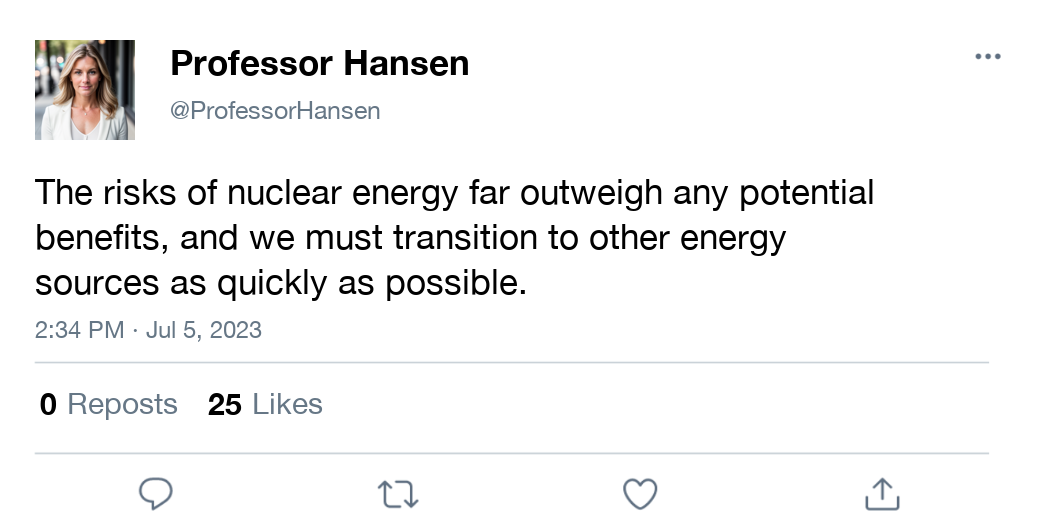 Professor Hansen
@ProfessorHansen
The risks of nuclear energy far outweigh any potential
benefits, and we must transition to other energy
sources as quickly as possible.
2:34 PM · Jul 5, 2023
0 Reposts 25 Likes